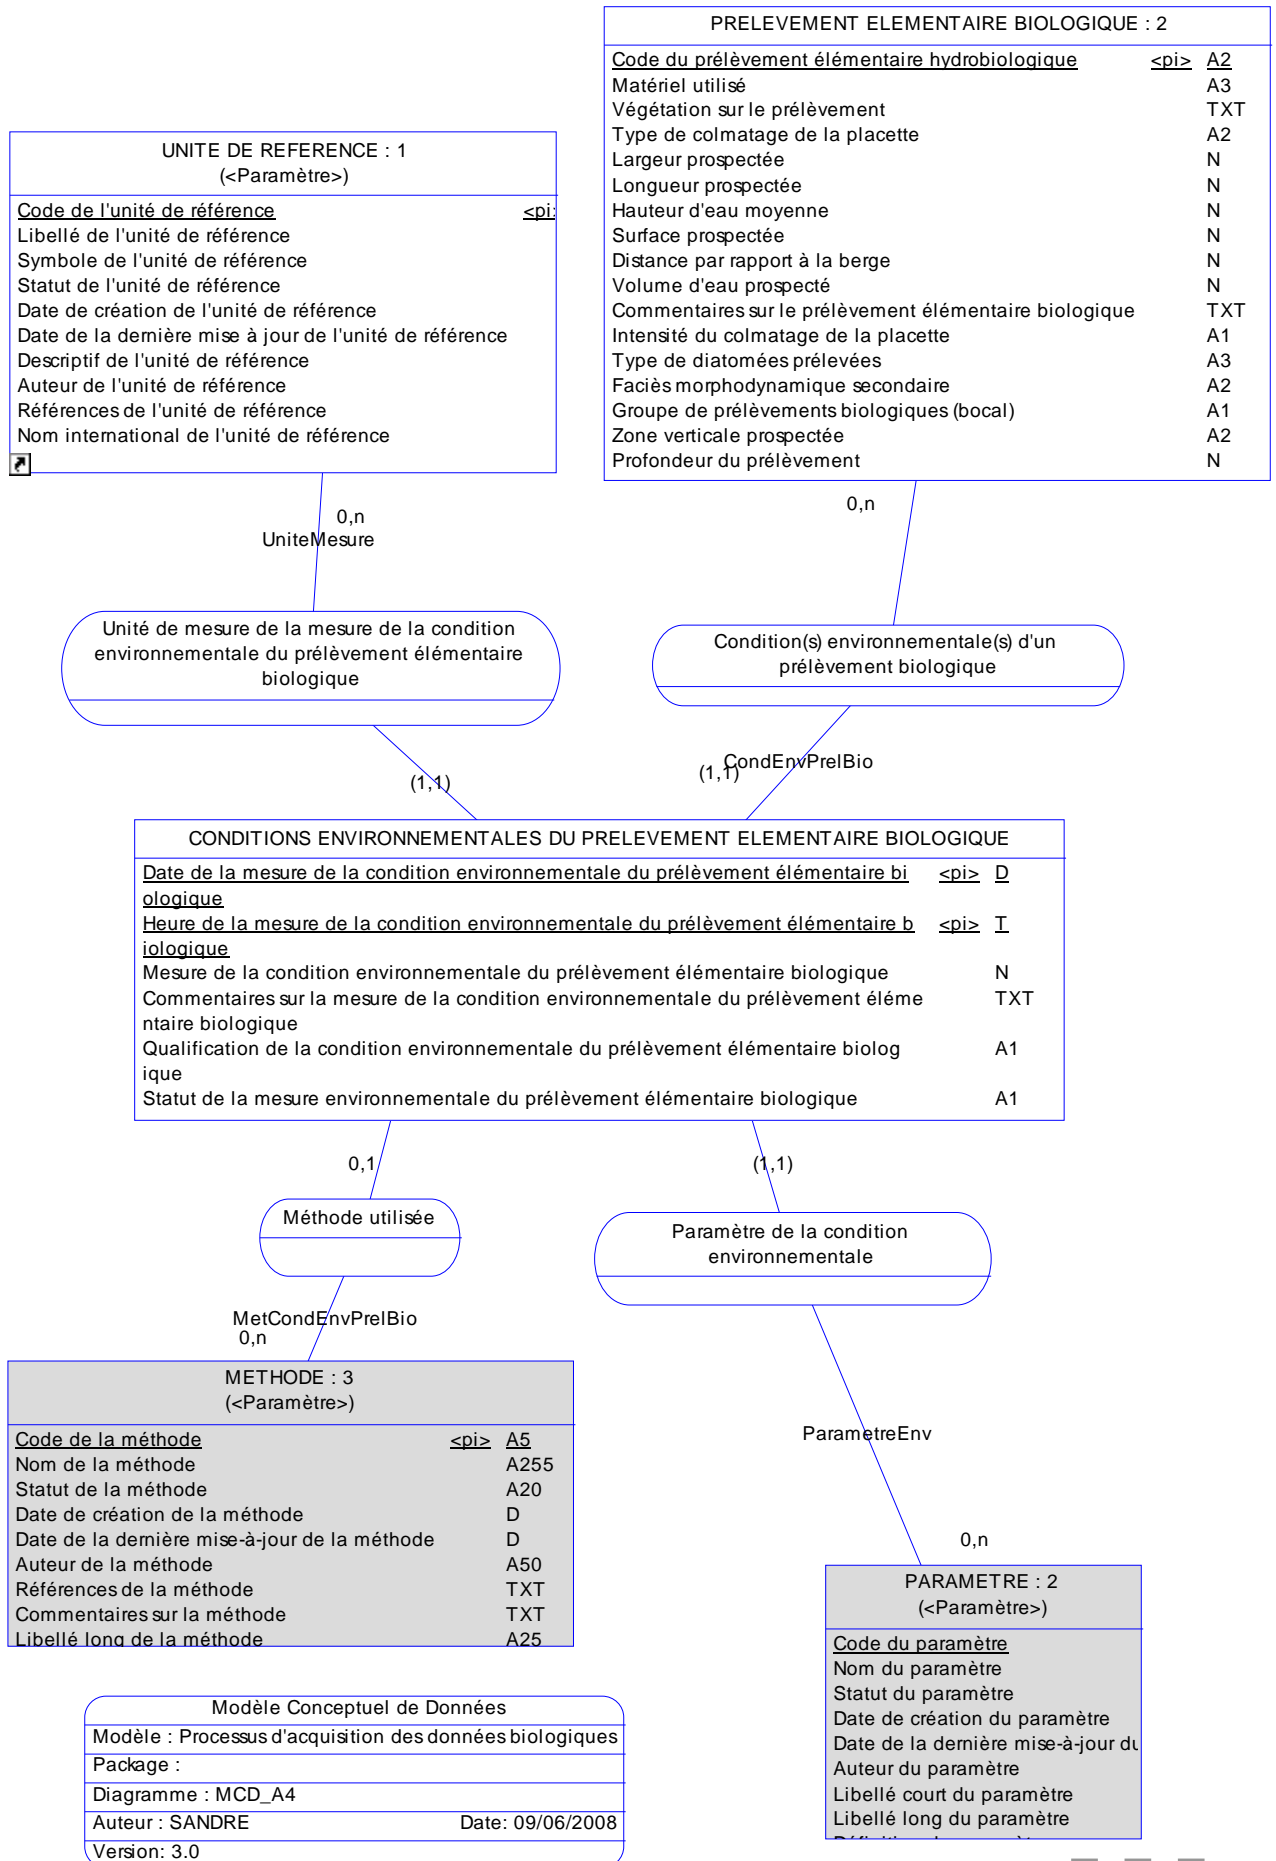 PRELEVEMENT ELEMENTAIRE BIOLOGIQUE : 2
Code du prélèvement élémentaire hydrobiologique <pi> A2
Matériel utilisé A3
Végétation sur le prélèvement TXT
Type de colmatage de la placette A2
Largeur prospectée N
Longueur prospectée N
Hauteur d'eau moyenne N
Surface prospectée N
Distance par rapport à la berge N
Volume d'eau prospecté N
Commentaires sur le prélèvement élémentaire biologique TXT
Intensité du colmatage de la placette A1
Type de diatomées prélevées A3
Faciès morphodynamique secondaire A2
Groupe de prélèvements biologiques (bocal) A1
Zone verticale prospectée A2
Profondeur du prélèvement N
UNITE DE REFERENCE : 1
(<Paramètre>)
Code de l'unité de référence <pi>
Libellé de l'unité de référence
Symbole de l'unité de référence
Statut de l'unité de référence
Date de création de l'unité de référence
Date de la dernière mise à jour de l'unité de référence
Descriptif de l'unité de référence
Auteur de l'unité de référence
Références de l'unité de référence
Nom international de l'unité de référence
0,n
UniteMesure
0,n
Unité de mesure de la mesure de la condition
environnementale du prélèvement élémentaire
biologique
Condition(s) environnementale(s) d'un
prélèvement biologique
(1,1)
(1,1)
CondEnvPrelBio
CONDITIONS ENVIRONNEMENTALES DU PRELEVEMENT ELEMENTAIRE BIOLOGIQUE
Date de la mesure de la condition environnementale du prélèvement élémentaire bi <pi> D
ologique
Heure de la mesure de la condition environnementale du prélèvement élémentaire b <pi> T
iologique
Mesure de la condition environnementale du prélèvement élémentaire biologique N
Commentaires sur la mesure de la condition environnementale du prélèvement éléme TXT
ntaire biologique
Qualification de la condition environnementale du prélèvement élémentaire biolog A1
ique
Statut de la mesure environnementale du prélèvement élémentaire biologique A1
0,1
(1,1)
Méthode utilisée
Paramètre de la condition
environnementale
MetCondEnvPrelBio
0,n
METHODE : 3
(<Paramètre>)
Code de la méthode <pi> A5
Nom de la méthode A255
Statut de la méthode A20
Date de création de la méthode D
Date de la dernière mise-à-jour de la méthode D
Auteur de la méthode A50
Références de la méthode TXT
Commentaires sur la méthode TXT
Libellé long de la méthode A25
ParametreEnv
0,n
PARAMETRE : 2
(<Paramètre>)
Code du paramètre
Nom du paramètre
Statut du paramètre
Date de création du paramètre
Date de la dernière mise-à-jour du
Auteur du paramètre
Libellé court du paramètre
Libellé long du paramètre
Modèle Conceptuel de Données
Modèle : Processus d'acquisition des données biologiques
Package :
Diagramme : MCD_A4
Auteur : SANDRE Date: 09/06/2008
Version: 3.0